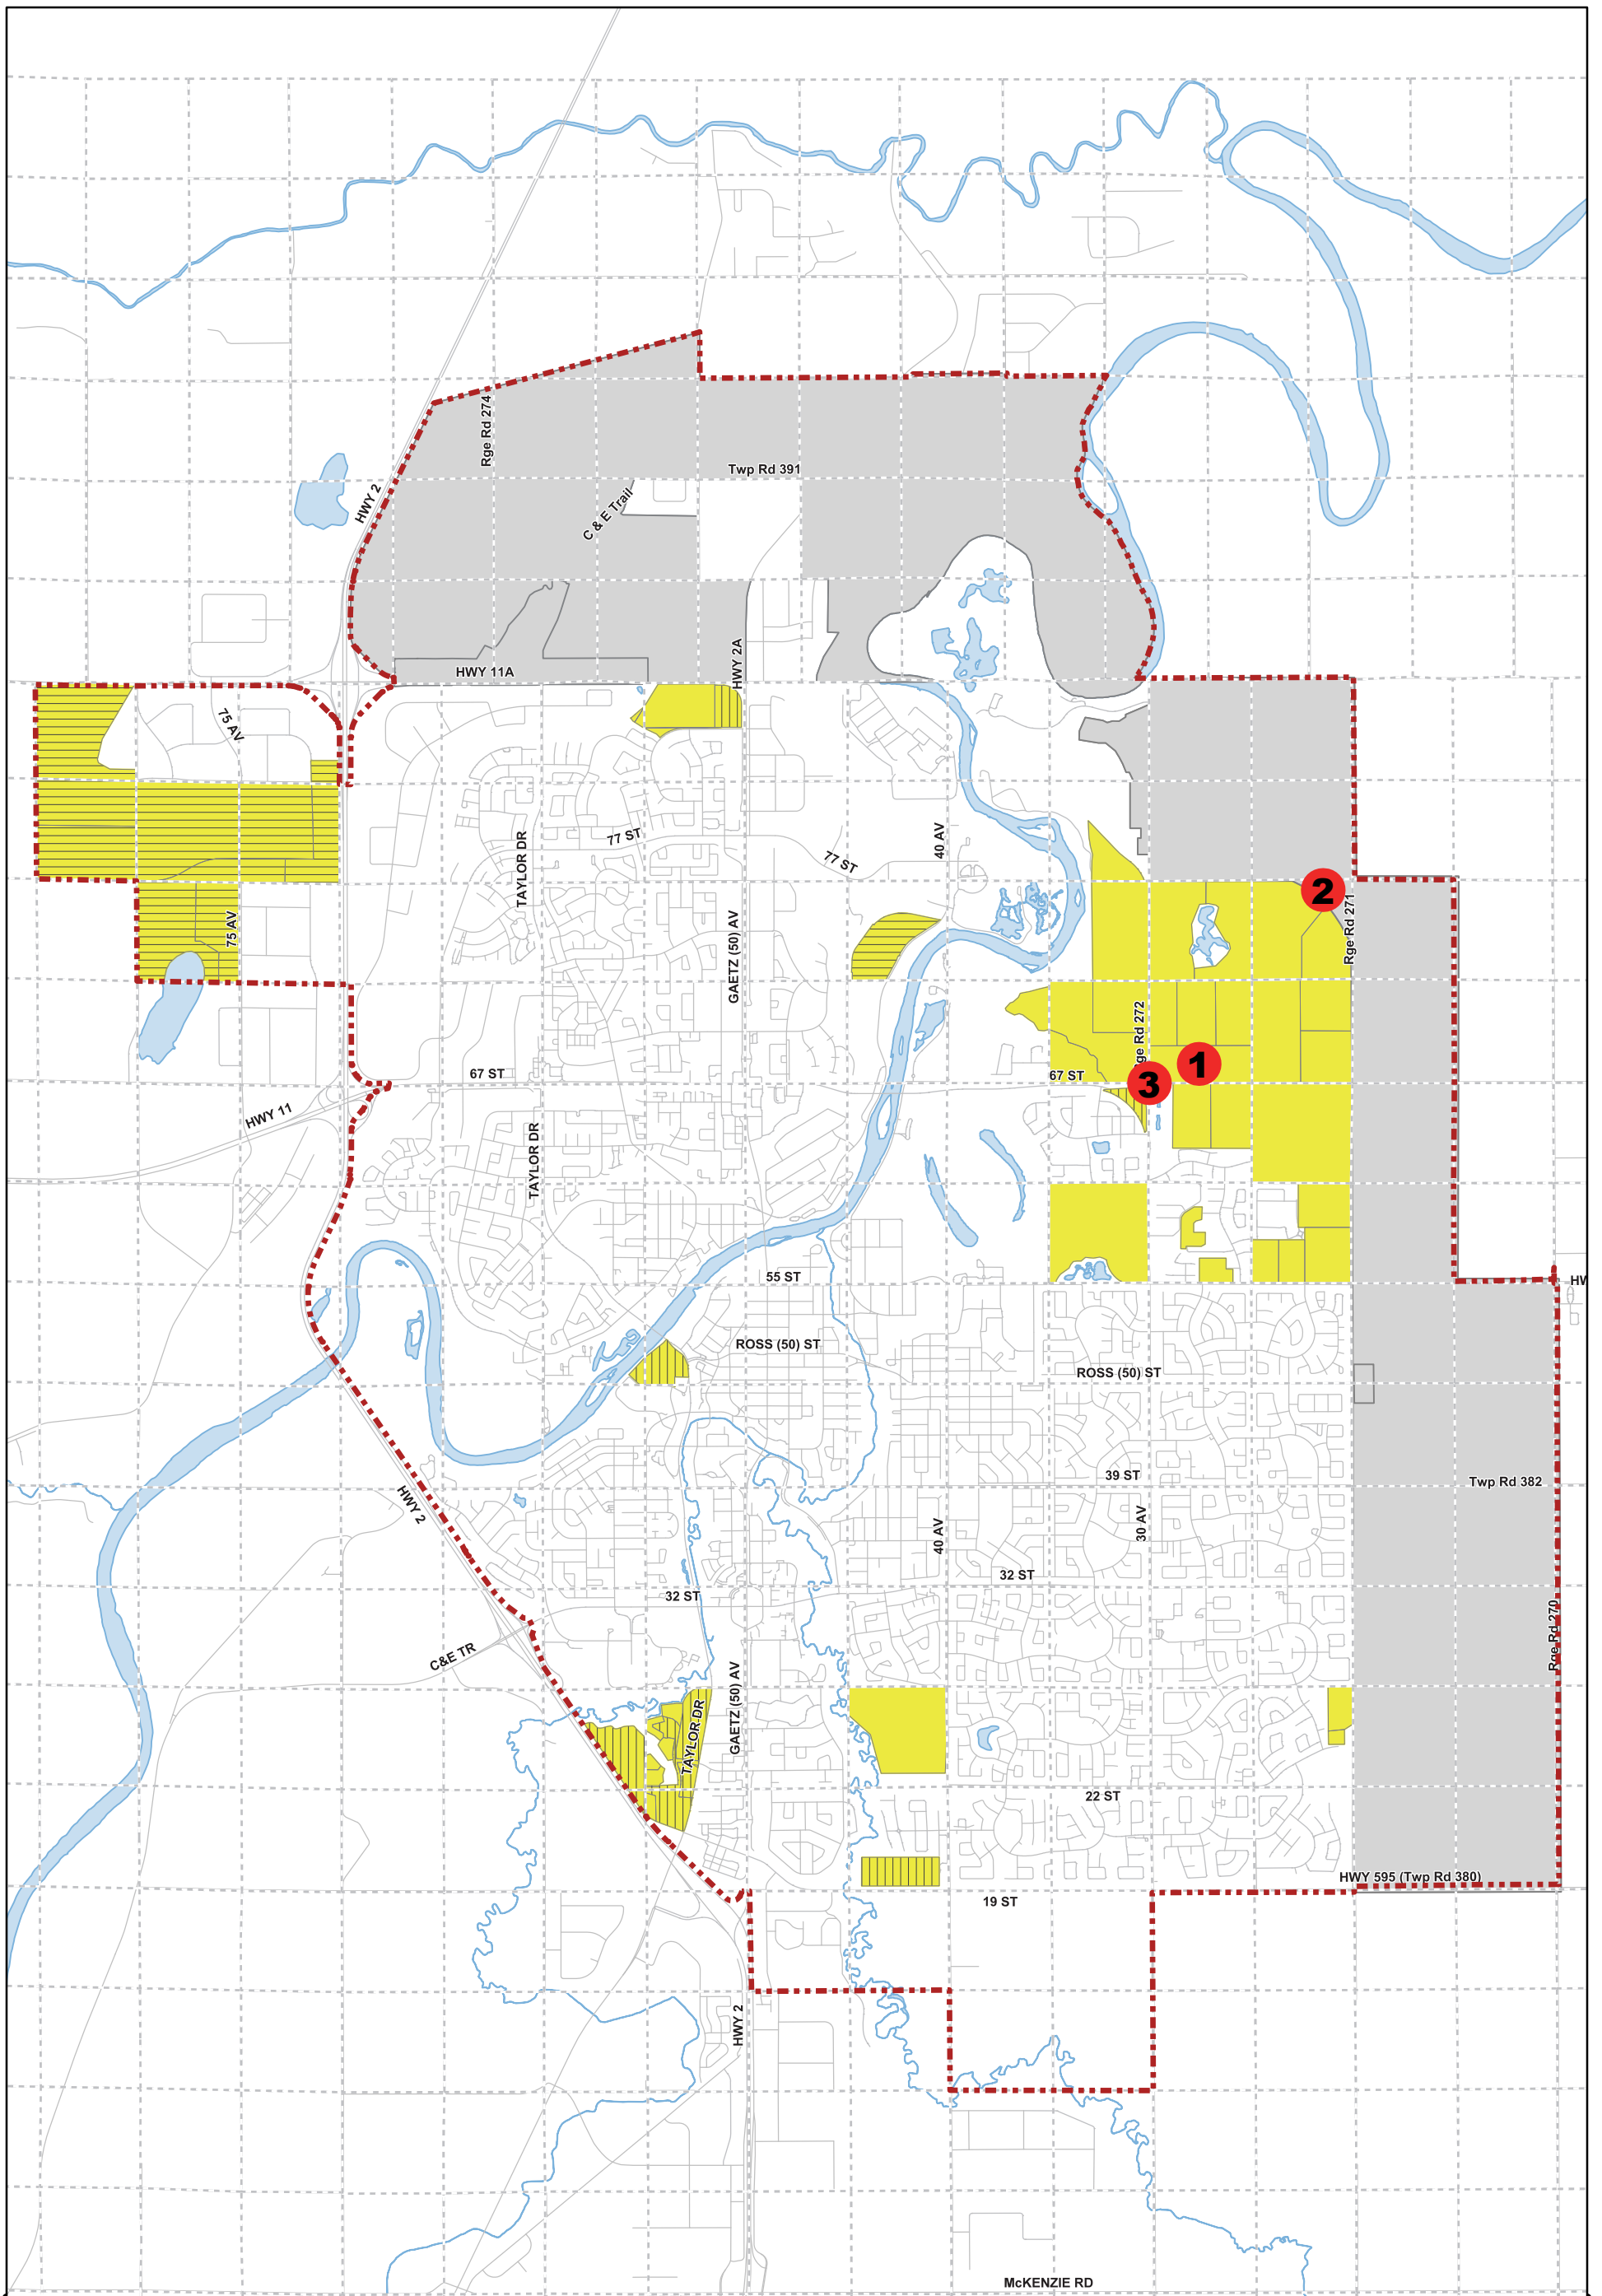 Rge Rd 274
Twp Rd 391
HWY 2
C & E Trail
HWY 11A
HWY 2A
75 AV
TAYLOR DR
77 ST
77 ST
40 AV
2
Rge Rd 271
75 AV
GAETZ (50) AV
ge Rd 272
1
67 ST
67 ST
3
HWY 11
TAYLOR DR
55 ST
HW
ROSS (50) ST
ROSS (50) ST
39 ST
Twp Rd 382
HWY 2
40 AV
30 AV
32 ST
32 ST
Rge Rd 270
C&E TR
TAYLOR DR
GAETZ (50) AV
22 ST
HWY 595 (Twp Rd 380)
19 ST
HWY 2
McKENZIE RD